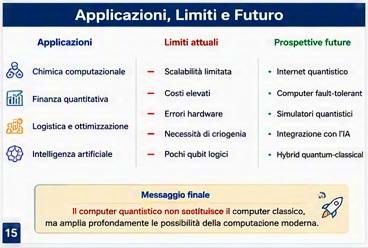 Applicazioni, Limiti e Futuro
Applicazioni
Chimica computazionale
Finanza quantitativa
Logistica e ottimizzazione
Intelligenza artificiale
Limiti attuali
— Scalabilità limitata
— Costi elevati
— Errori hardware
— Necessità di criogenia
— Pochi qubit logici
Prospettive future
• Internet quantistico
• Computer fault-tolerant
• Simulatori quantistici
• Integrazione con l'IA
• Hybrid quantum-classical
Messaggio finale
Il computer quantistico non sostituisce il computer classico,
ma amplia profondamente le possibilità della computazione moderna.
15